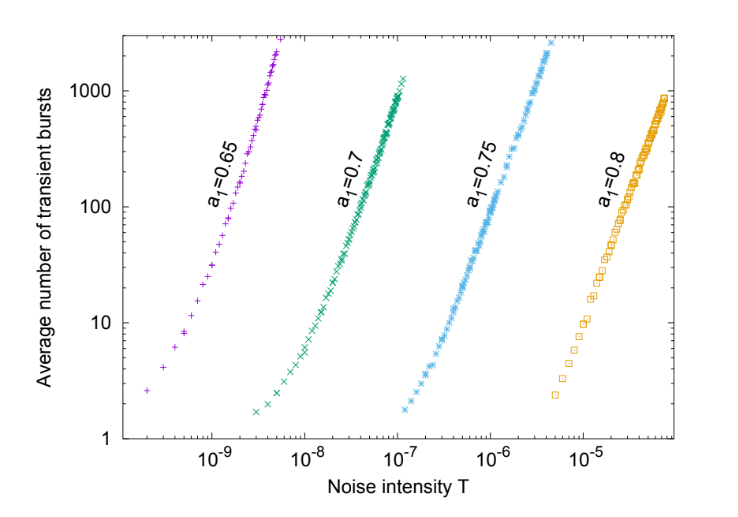 Average number of transient bursts
1000
100
10
1
a₁=0.65
a₁=0.7
a₁=0.75
a₁=0.8
10⁻⁹
10⁻⁸
10⁻⁷
10⁻⁶
10⁻⁵
Noise intensity T